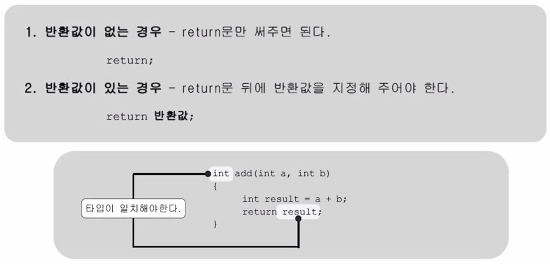 1. 반환값이 없는 경우 - return문만 써주면 된다.
return;
2. 반환값이 있는 경우 - return문 뒤에 반환값을 지정해 주어야 한다.
return 반환값;
int add(int a, int b)
{
타입이 일치해야한다.
int result = a + b;
return result;
}